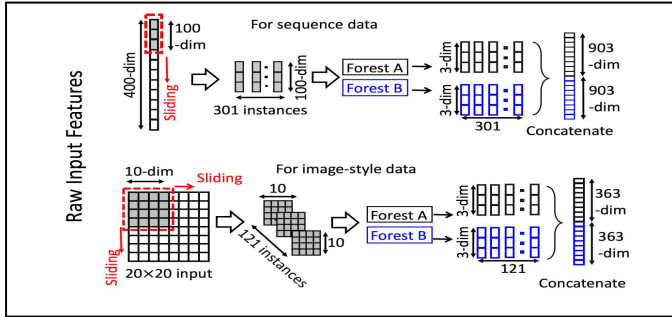 Raw Input Features
For sequence data
400-dim
100
-dim
Sliding
301 instances
100-dim
Forest A
Forest B
3-dim
3-dim
301
903
-dim
903
-dim
Concatenate
For image-style data
10-dim
Sliding
Sliding
20×20 input
10
10
121 instances
Forest A
Forest B
3-dim
3-dim
121
363
-dim
363
-dim
Concatenate